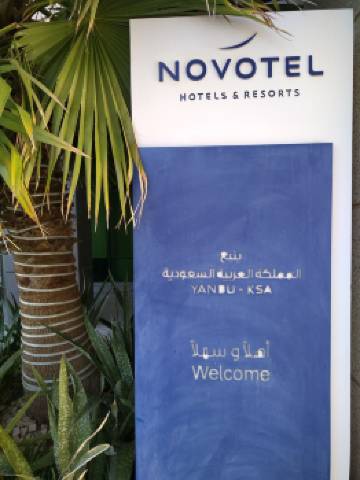 NOVOTEL
HOTELS & RESORTS
ينبع
المملكة العربية السعودية
YANBU - KSA
أهلاً و سهلاً
Welcome